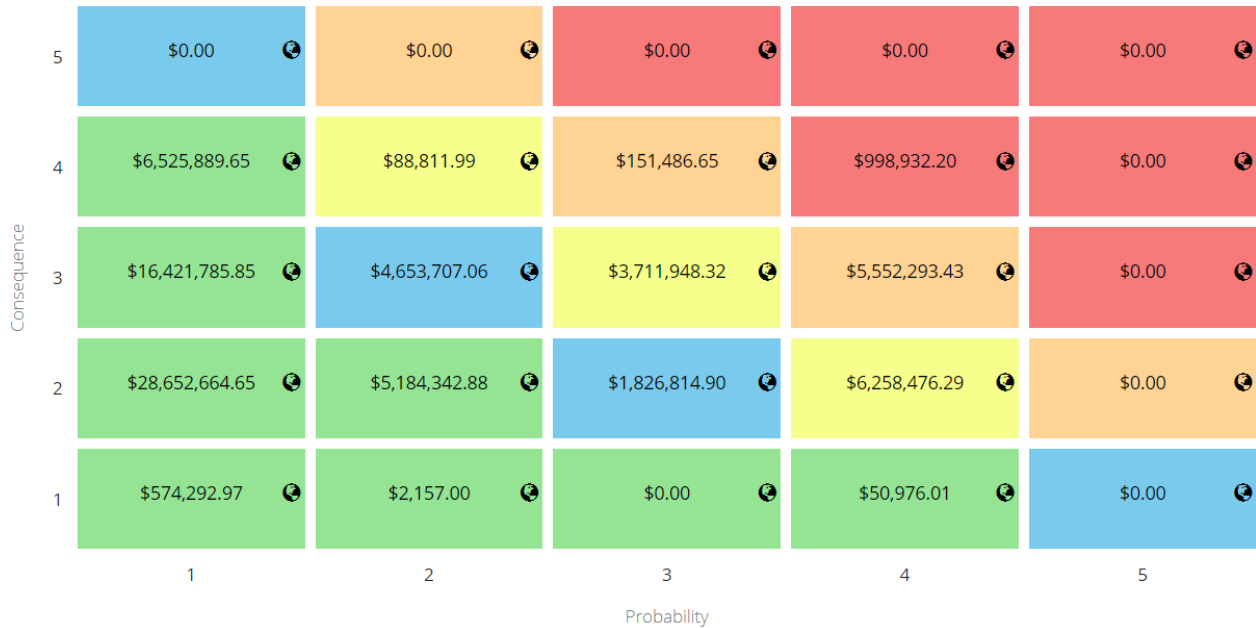 5 $0.00 $0.00 $0.00 $0.00 $0.00
4 $6,525,889.65 $88,811.99 $151,486.65 $998,932.20 $0.00
Consequence
3 $16,421,785.85 $4,653,707.06 $3,711,948.32 $5,552,293.43 $0.00
2 $28,652,664.65 $5,184,342.88 $1,826,814.90 $6,258,476.29 $0.00
1 $574,292.97 $2,157.00 $0.00 $50,976.01 $0.00
1 2 3 4 5
Probability